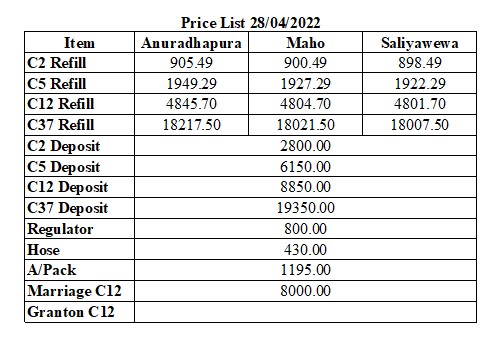 Price List 28/04/2022
Item Anuradhapura Maho Saliyawewa
C2 Refill 905.49 900.49 898.49
C5 Refill 1949.29 1927.29 1922.29
C12 Refill 4845.70 4804.70 4801.70
C37 Refill 18217.50 18021.50 18007.50
C2 Deposit 2800.00
C5 Deposit 6150.00
C12 Deposit 8850.00
C37 Deposit 19350.00
Regulator 800.00
Hose 430.00
A/Pack 1195.00
Marriage C12 8000.00
Granton C12